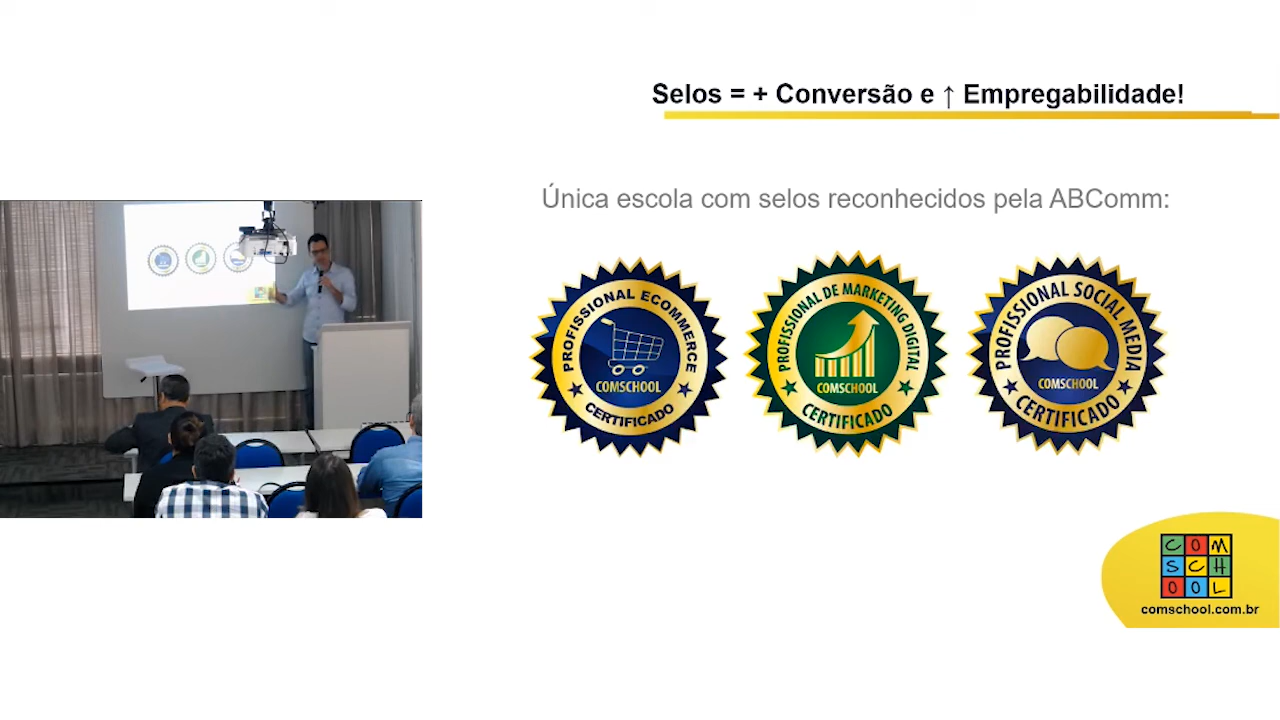 Selos = + Conversão e ↑ Empregabilidade!
Única escola com selos reconhecidos pela ABComm:
PROFISSIONAL ECOMMERCE
COMSCHOOL
CERTIFICADO
PROFISSIONAL DE MARKETING DIGITAL
COMSCHOOL
CERTIFICADO
PROFISSIONAL SOCIAL MEDIA
COMSCHOOL
CERTIFICADO
COM
SCH
OOL
comschool.com.br